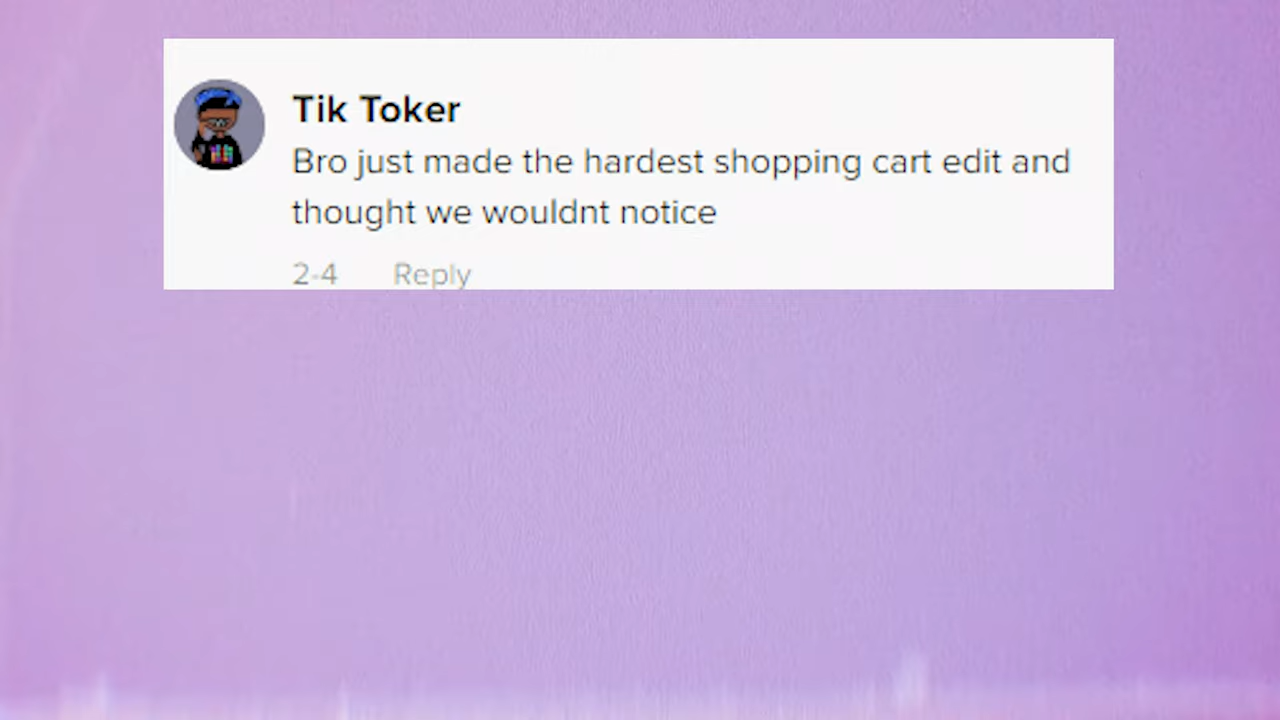 Tik Toker
Bro just made the hardest shopping cart edit and
thought we wouldnt notice
2-4 Reply